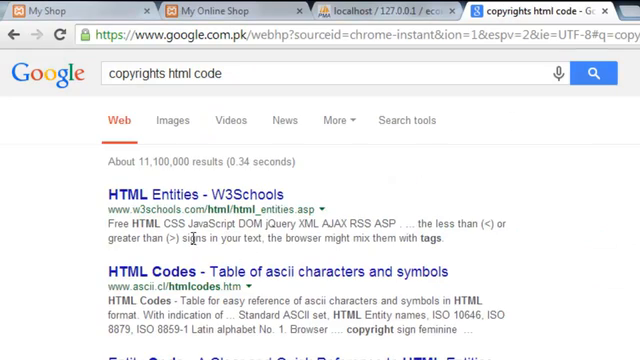 My Shop
My Online Shop
localhost / 127.0.0.1 / eco
copyrights html code - Go
https://www.google.com.pk/webhp?sourceid=chrome-instant&ion=1&espv=2&ie=UTF-8#q=copy
Google
copyrights html code
Web Images Videos News More Search tools
About 11,100,000 results (0.34 seconds)
HTML Entities - W3Schools
www.w3schools.com/html/html_entities.asp
Free HTML CSS JavaScript DOM jQuery XML AJAX RSS ASP . ... the less than (<) or
greater than (>) signs in your text, the browser might mix them with tags.
HTML Codes - Table of ascii characters and symbols
www.ascii.cl/htmlcodes.htm
HTML Codes - Table for easy reference of ascii characters and symbols in HTML
format. With indication of ... Standard ASCII set, HTML Entity names, ISO 10646, ISO
8879, ISO 8859-1 Latin alphabet No. 1. Browser ... copyright sign feminine ...